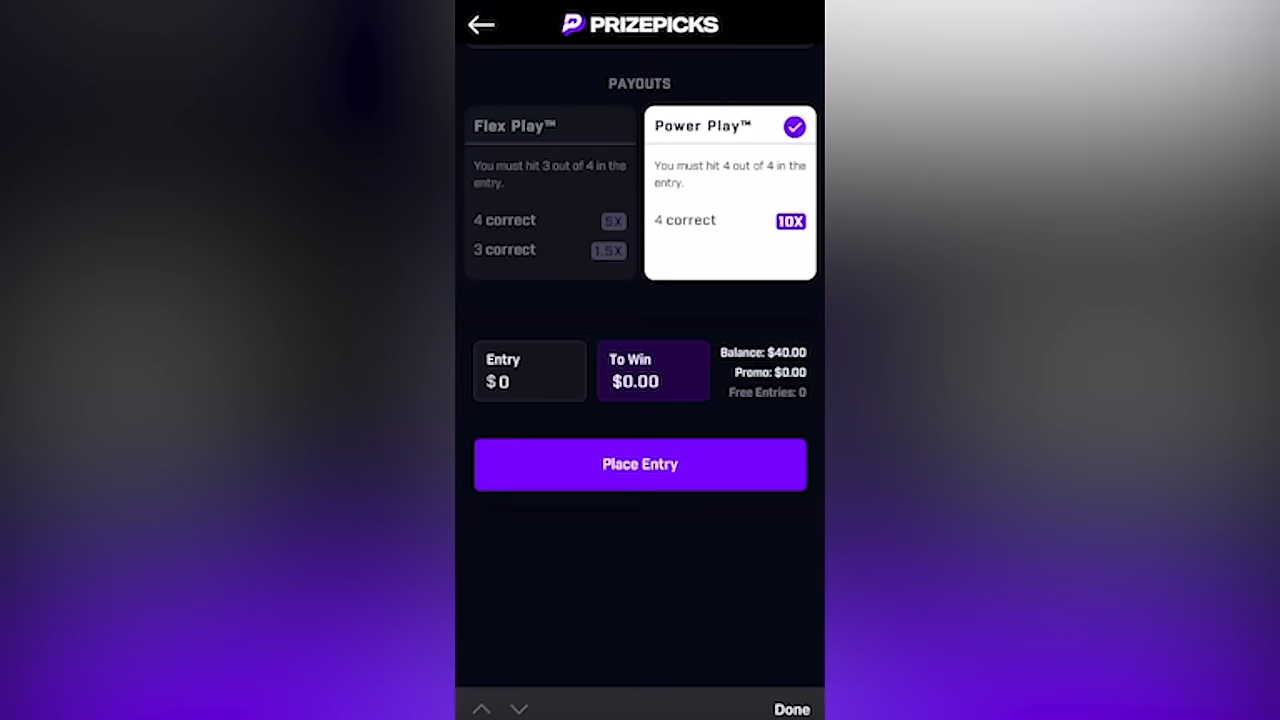 PRIZEPICKS
PAYOUTS
Flex Play™
You must hit 3 out of 4 in the
entry.
4 correct 5X
3 correct 1.5X
Power Play™
You must hit 4 out of 4 in the
entry.
4 correct 10X
Entry
$0
To Win
$0.00
Balance: $40.00
Promo: $0.00
Free Entries: 0
Place Entry
Done